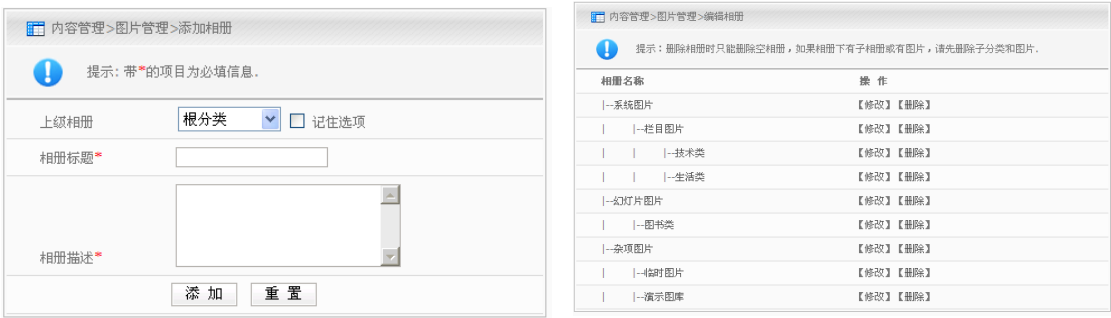 内容管理>图片管理>添加相册
提示: 带*的项目为必填信息.
上级相册 根分类 记住选项
相册标题*
相册描述*
添 加 重 置
内容管理>图片管理>编辑相册
提示：删除相册时只能删除空相册，如果相册下有子相册或有图片，请先删除子分类和图片.
相册名称 操 作
|--系统图片 【修改】【删除】
| |--栏目图片 【修改】【删除】
| | |--技术类 【修改】【删除】
| | |--生活类 【修改】【删除】
|--幻灯片图片 【修改】【删除】
| |--图书类 【修改】【删除】
|--杂项图片 【修改】【删除】
| |--临时图片 【修改】【删除】
| |--演示图库 【修改】【删除】